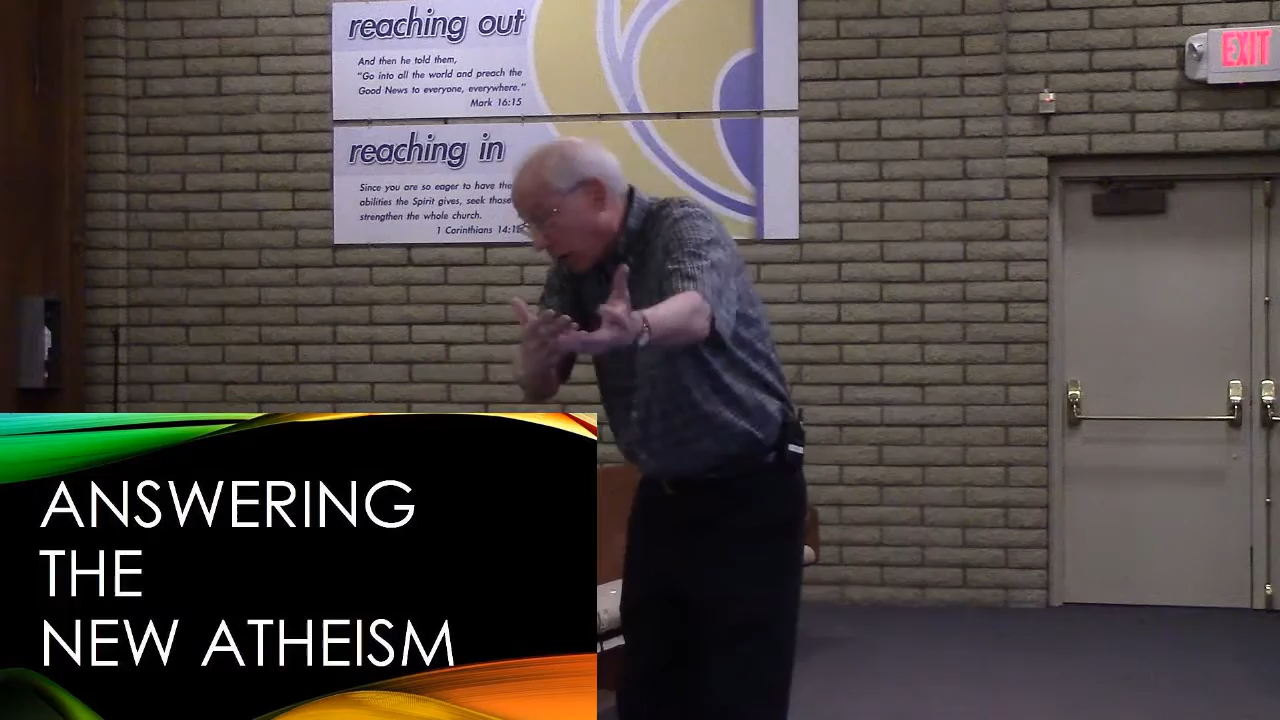 reaching out
And then he told them,
"Go into all the world and preach the
Good News to everyone, everywhere."
Mark 16:15
reaching in
Since you are so eager to have the
abilities the Spirit gives, seek those
strengthen the whole church.
1 Corinthians
EXIT
ANSWERING
THE
NEW ATHEISM